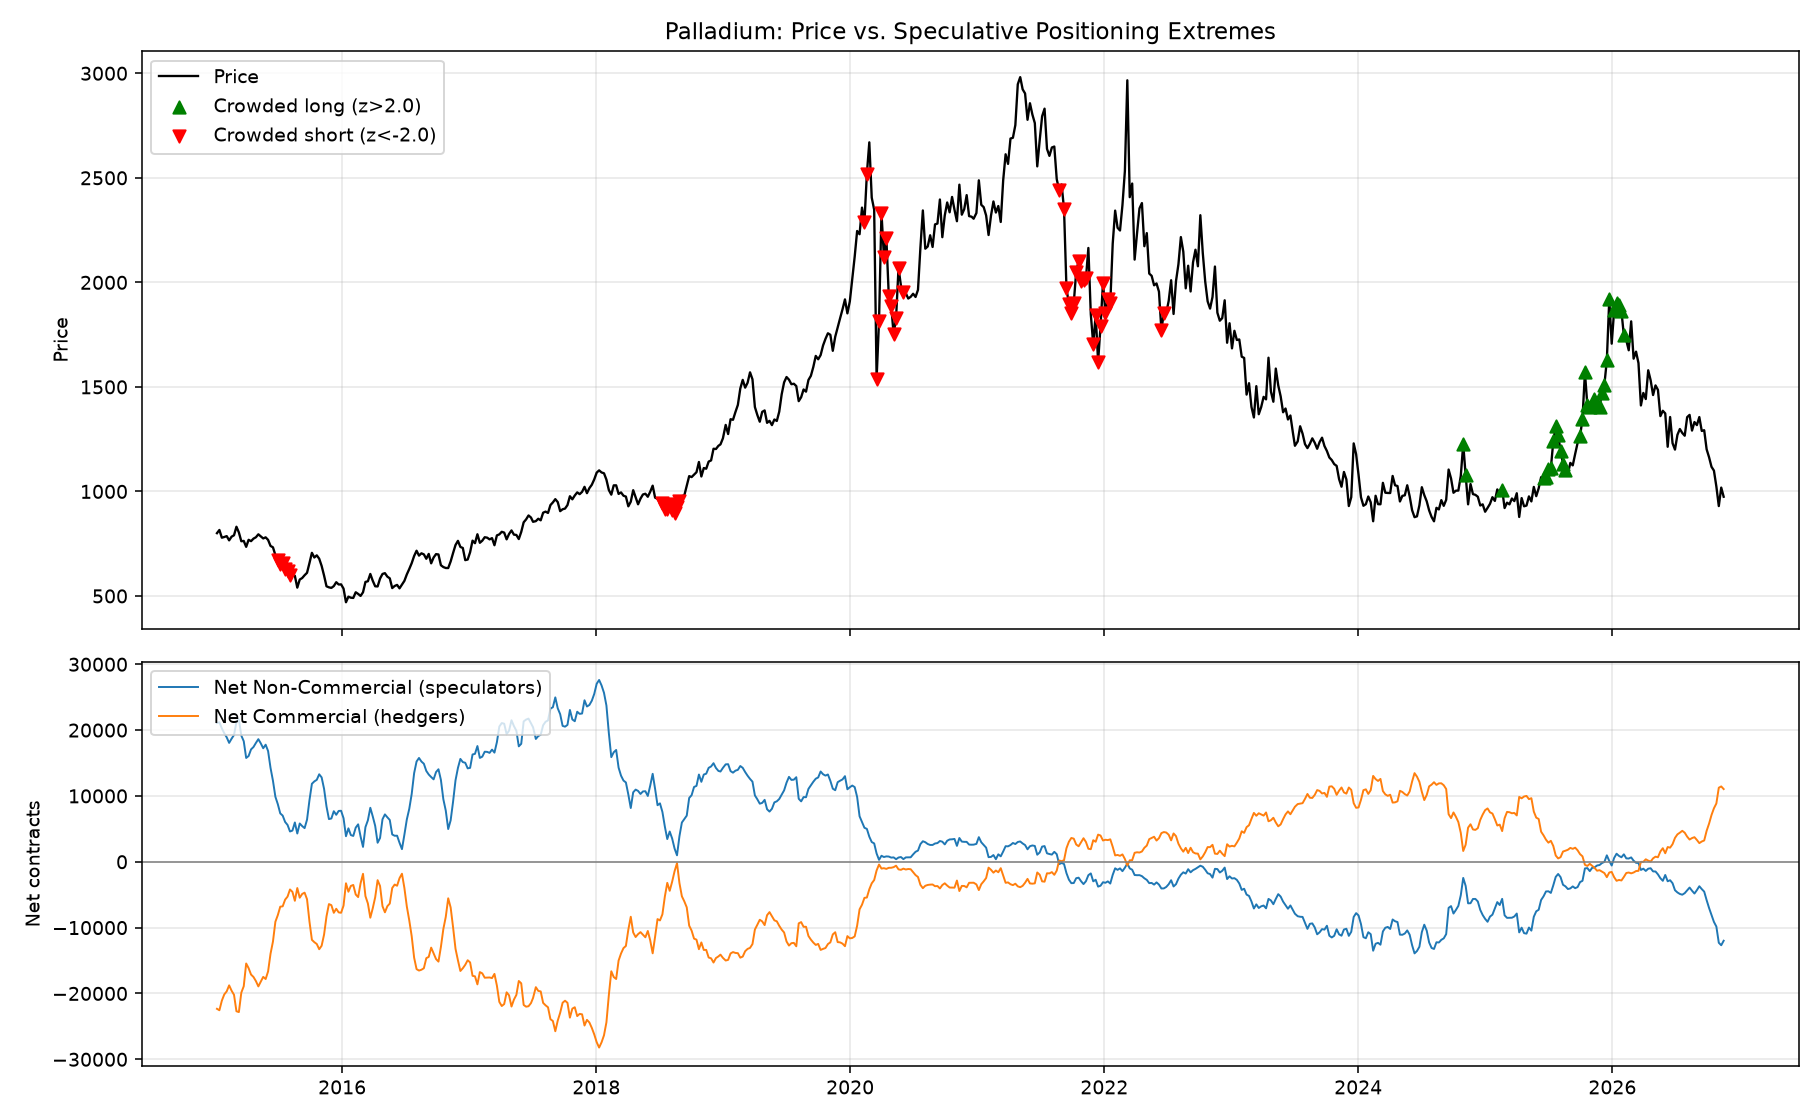 Palladium: Price vs. Speculative Positioning Extremes
Price
Crowded long (z>2.0)
Crowded short (z<-2.0)
3000
2500
2000
1500
1000
500
Price
Net Non-Commercial (speculators)
Net Commercial (hedgers)
30000
20000
10000
0
−10000
−20000
−30000
Net contracts
2016 2018 2020 2022 2024 2026